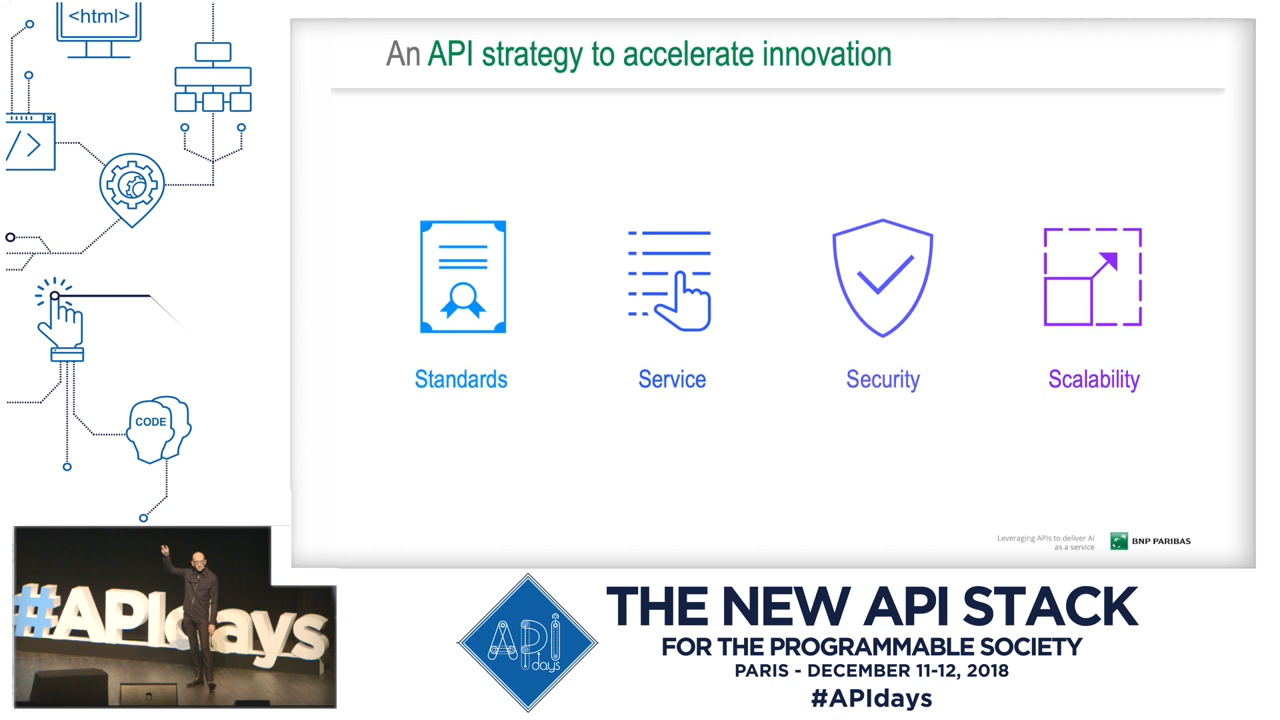 <html>
</>
CODE
An API strategy to accelerate innovation
Standards
Service
Security
Scalability
Leveraging APIs to deliver AI
as a service
BNP PARIBAS
#APIdays
API
days
THE NEW API STACK
FOR THE PROGRAMMABLE SOCIETY
PARIS - DECEMBER 11-12, 2018
#APIdays